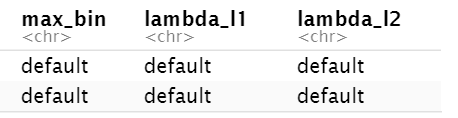 max_bin lambda_l1 lambda_l2
<chr> <chr> <chr>
default default default
default default default